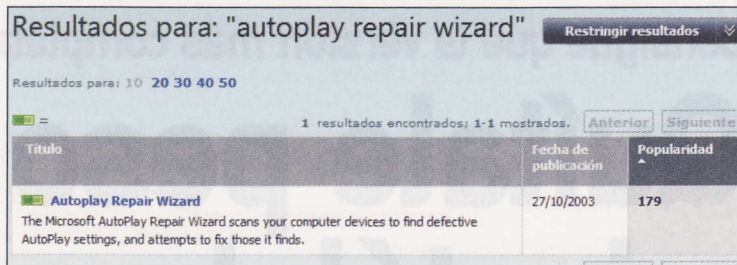 Resultados para: "autoplay repair wizard"
Restringir resultados
Resultados para: 10 20 30 40 50
=
1 resultados encontrados; 1-1 mostrados.
Anterior
Siguiente
Título
Fecha de publicación
Popularidad
Autoplay Repair Wizard
27/10/2003
179
The Microsoft AutoPlay Repair Wizard scans your computer devices to find defective
AutoPlay settings, and attempts to fix those it finds.